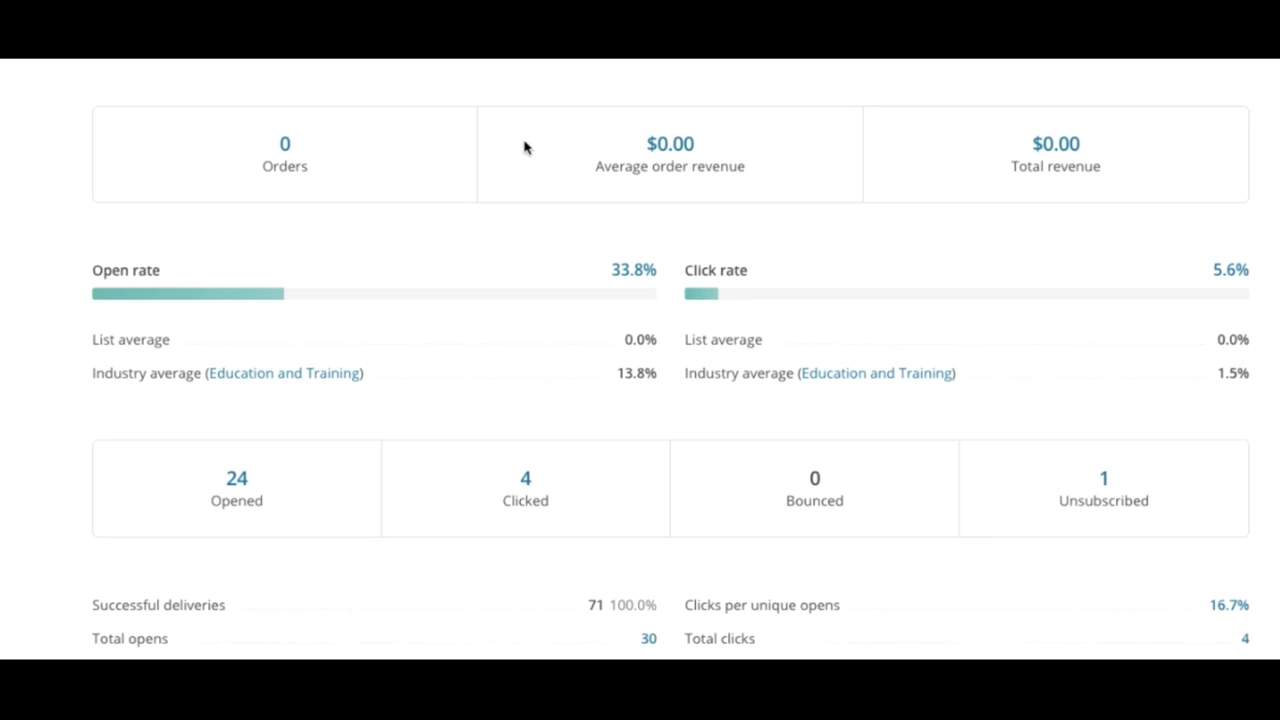 0
Orders
$0.00
Average order revenue
$0.00
Total revenue
Open rate 33.8%
Click rate 5.6%
List average 0.0%
List average 0.0%
Industry average (Education and Training) 13.8%
Industry average (Education and Training) 1.5%
24
Opened
4
Clicked
0
Bounced
1
Unsubscribed
Successful deliveries 71 100.0%
Clicks per unique opens 16.7%
Total opens 30
Total clicks 4